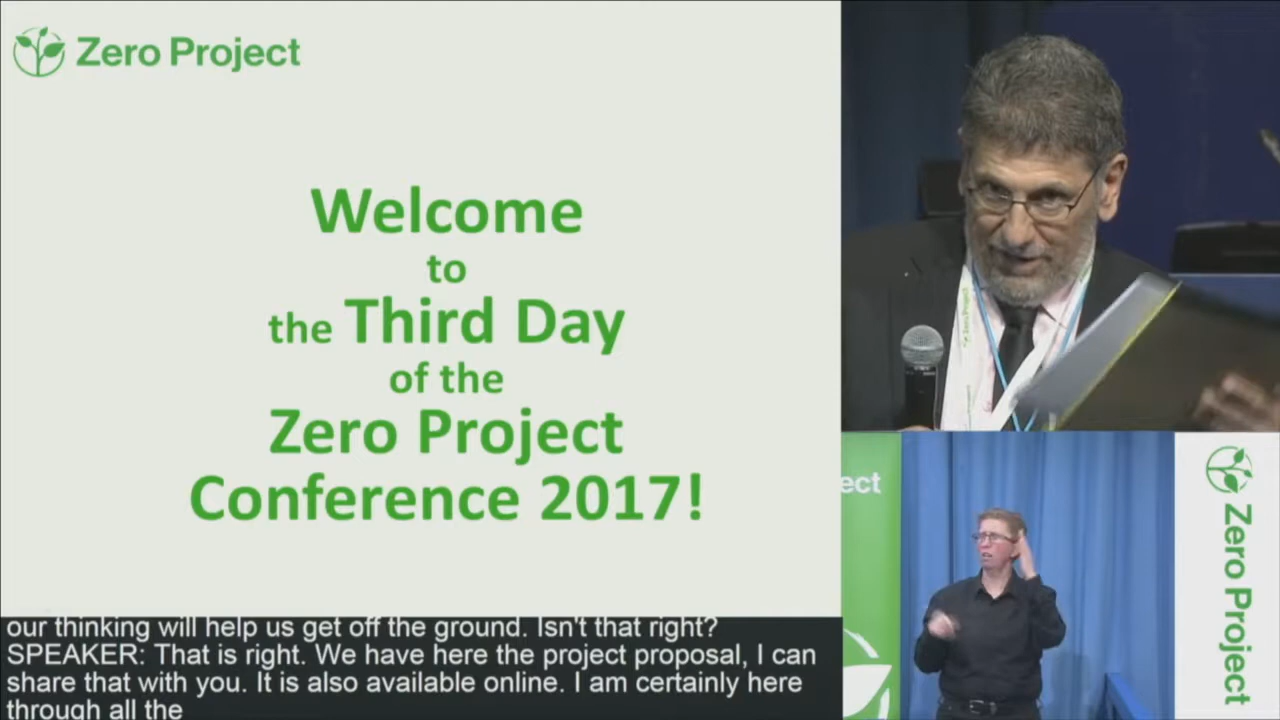 Zero Project
Welcome
to
the Third Day
of the
Zero Project
Conference 2017!
our thinking will help us get off the ground. Isn't that right?
SPEAKER: That is right. We have here the project proposal, I can
share that with you. It is also available online. I am certainly here
through all the
Zero Project
ect
Zero Project